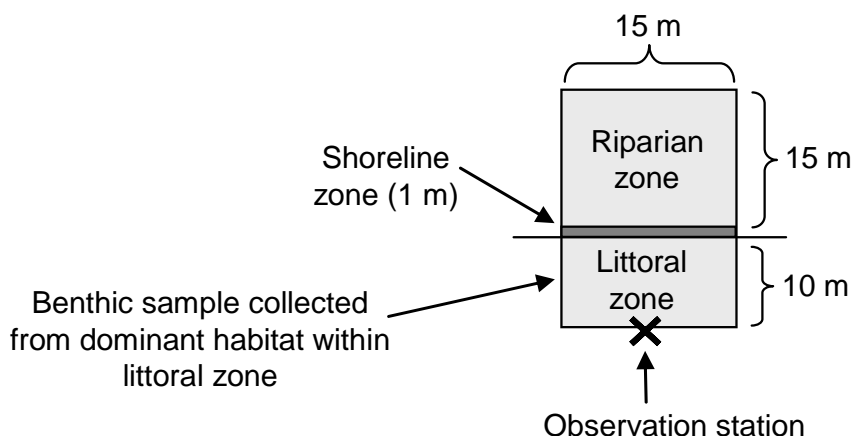 15 m
Riparian
zone
15 m
Shoreline
zone (1 m)
Littoral
zone
10 m
Benthic sample collected
from dominant habitat within
littoral zone
Observation station